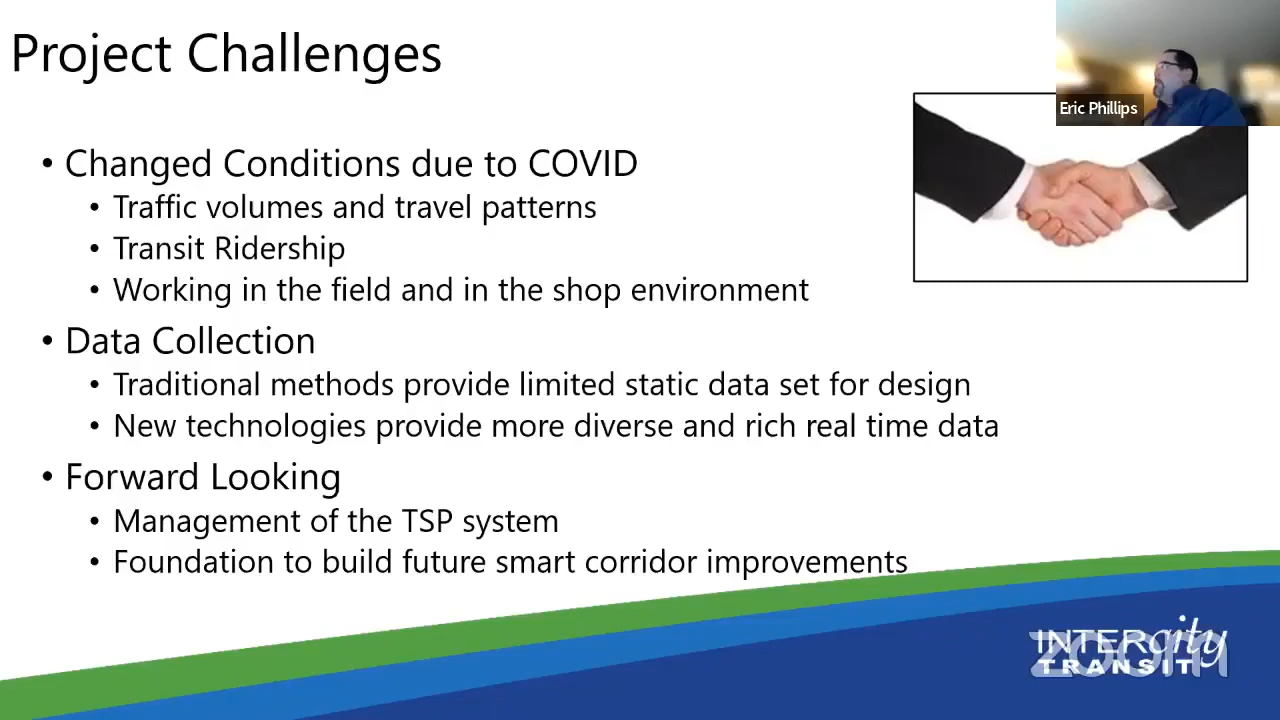 Project Challenges
Eric Phillips
• Changed Conditions due to COVID
• Traffic volumes and travel patterns
• Transit Ridership
• Working in the field and in the shop environment
• Data Collection
• Traditional methods provide limited static data set for design
• New technologies provide more diverse and rich real time data
• Forward Looking
• Management of the TSP system
• Foundation to build future smart corridor improvements
INTERcity
zoom
TRANSIT